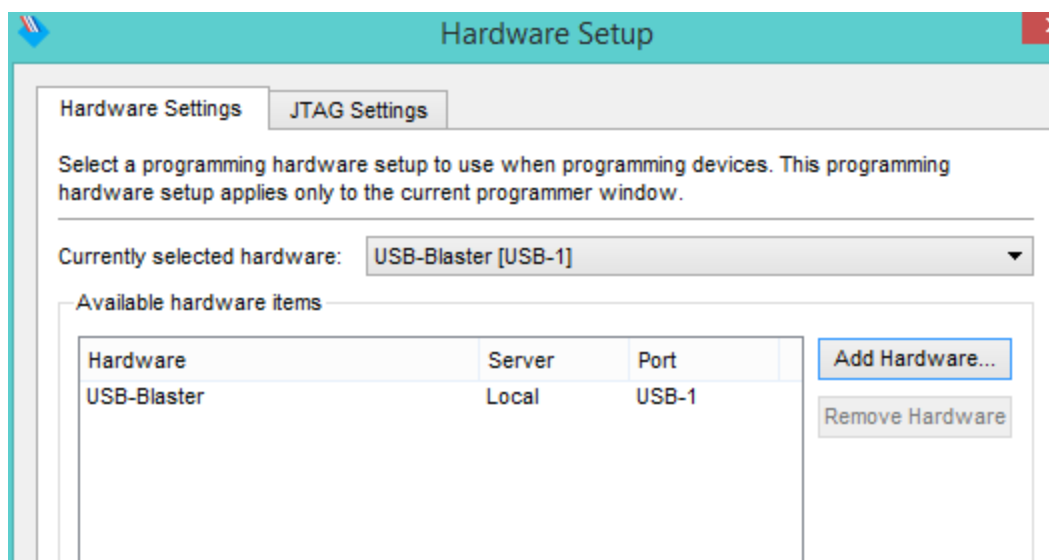 Hardware Setup
Hardware Settings
JTAG Settings
Select a programming hardware setup to use when programming devices. This programming
hardware setup applies only to the current programmer window.
Currently selected hardware:
USB-Blaster [USB-1]
Available hardware items
Hardware Server Port
USB-Blaster Local USB-1
Add Hardware...
Remove Hardware